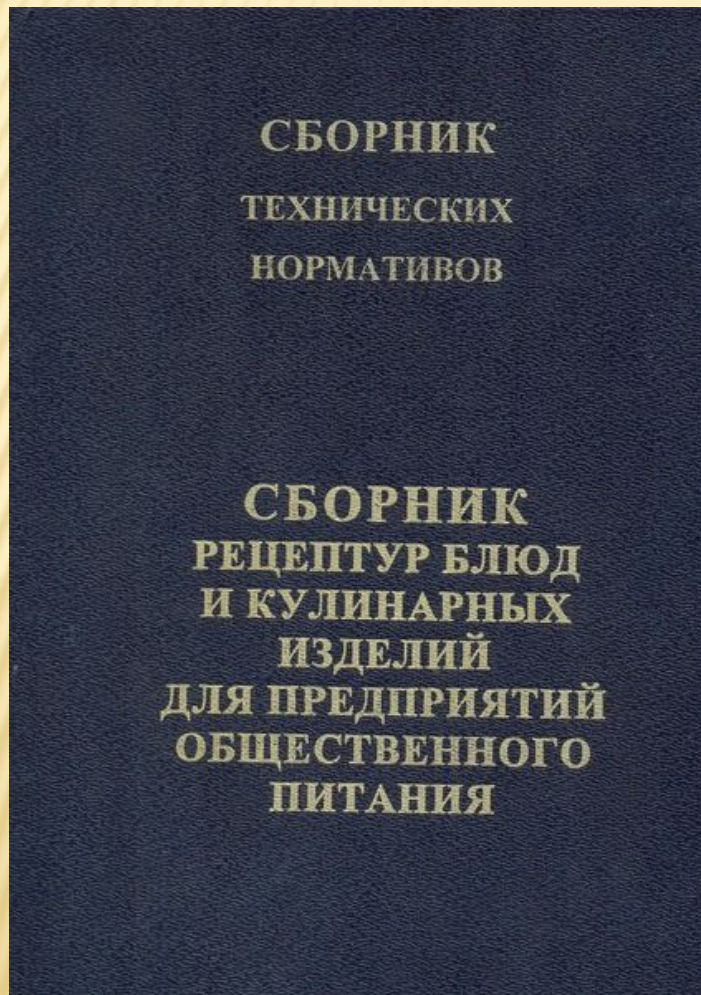 СБОРНИК
ТЕХНИЧЕСКИХ
НОРМАТИВОВ
СБОРНИК
РЕЦЕПТУР БЛЮД
И КУЛИНАРНЫХ
ИЗДЕЛИЙ
ДЛЯ ПРЕДПРИЯТИЙ
ОБЩЕСТВЕННОГО
ПИТАНИЯ